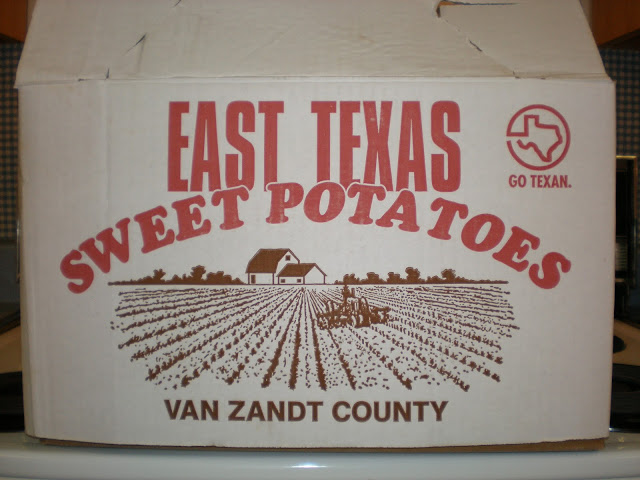 EAST TEXAS
SWEET POTATOES
GO TEXAN.
VAN ZANDT COUNTY